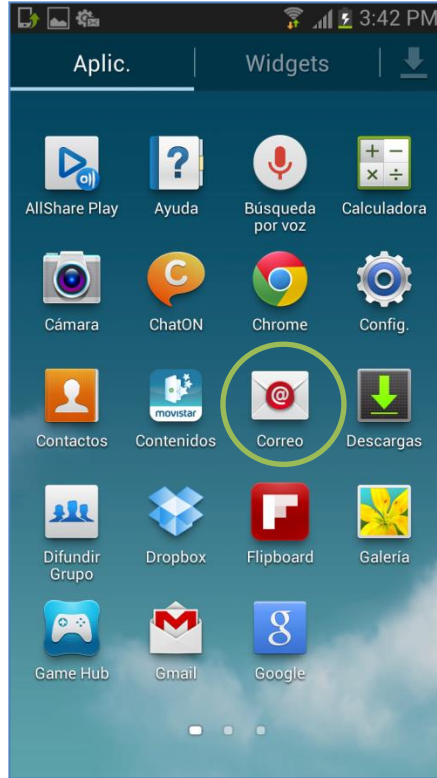 3:42 PM
Aplic.
Widgets
AllShare Play
Ayuda
Búsqueda
por voz
Calculadora
Cámara
ChatON
Chrome
Config.
movistar
Contactos
Contenidos
Correo
Descargas
Difundir
Grupo
Dropbox
Flipboard
Galería
Game Hub
Gmail
Google